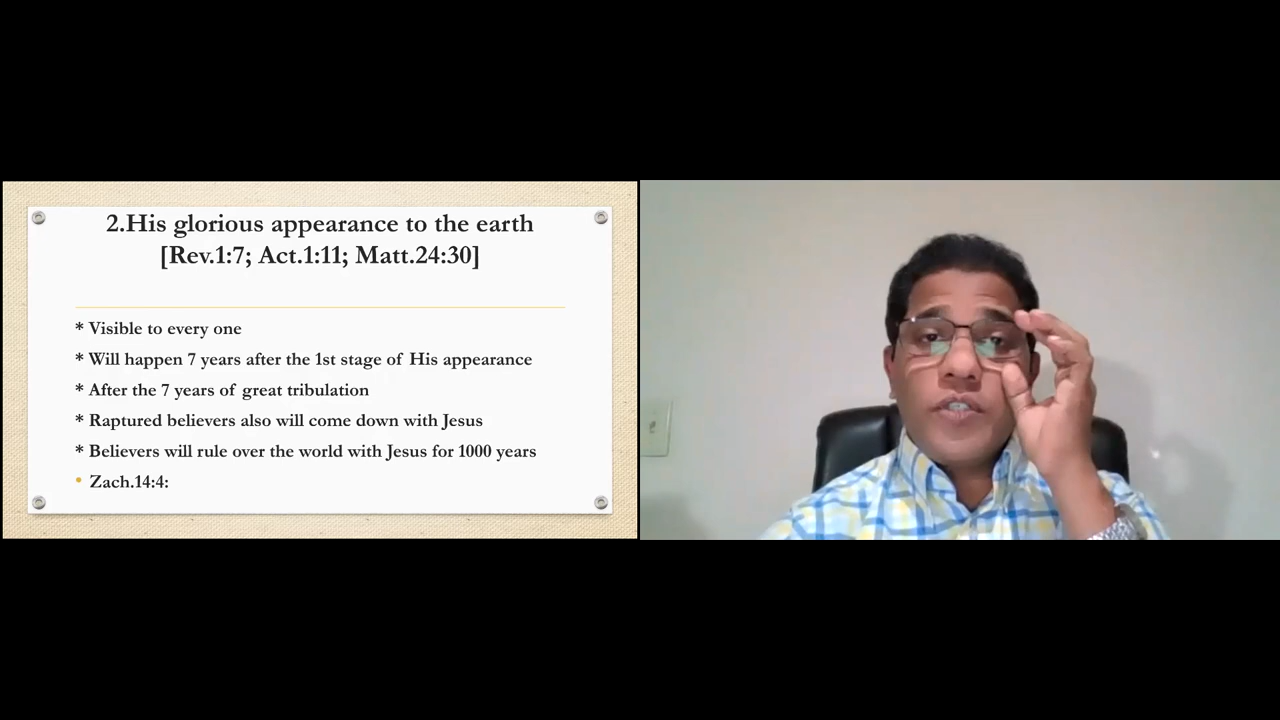 2.His glorious appearance to the earth
[Rev.1:7; Act.1:11; Matt.24:30]
* Visible to every one
* Will happen 7 years after the 1st stage of His appearance
* After the 7 years of great tribulation
* Raptured believers also will come down with Jesus
* Believers will rule over the world with Jesus for 1000 years
• Zach.14:4: